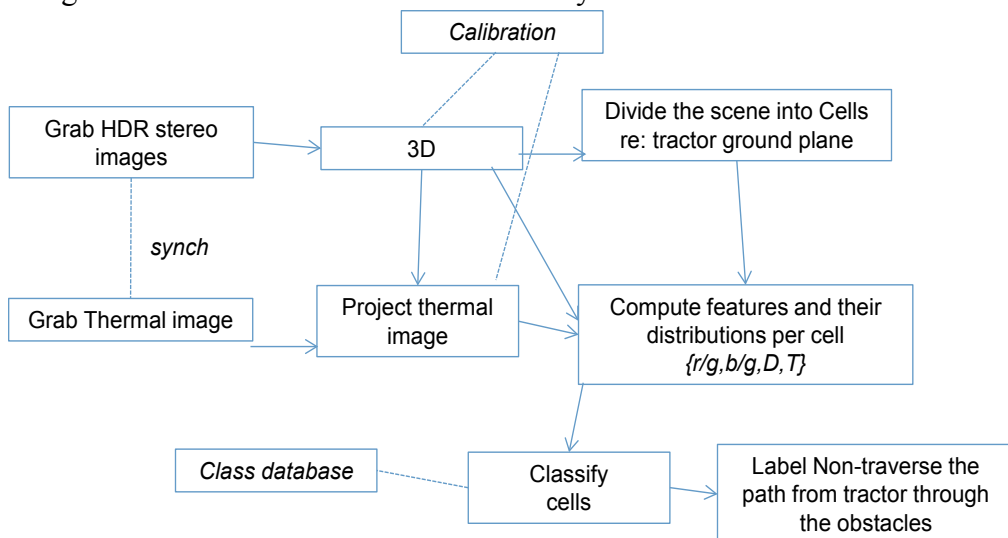 Calibration
Grab HDR stereo
images
3D
Divide the scene into Cells
re: tractor ground plane
synch
Grab Thermal image
Project thermal
image
Compute features and their
distributions per cell
{r/g,b/g,D,T}
Class database
Classify
cells
Label Non-traverse the
path from tractor through
the obstacles